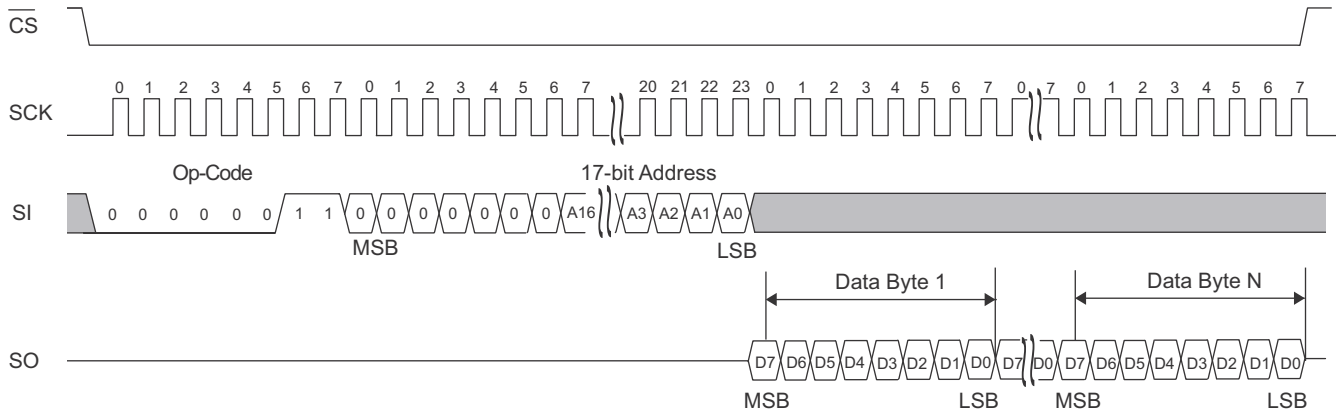 CS
0 1 2 3 4 5 6 7 0 1 2 3 4 5 6 7 20 21 22 23 0 1 2 3 4 5 6 7 0 7 0 1 2 3 4 5 6 7
SCK
Op-Code 17-bit Address
SI 0 0 0 0 0 0 1 1 0 0 0 0 0 0 0 A16 A3 A2 A1 A0
MSB LSB
Data Byte 1 Data Byte N
SO D7 D6 D5 D4 D3 D2 D1 D0 D7 D0 D7 D6 D5 D4 D3 D2 D1 D0
MSB LSB MSB LSB